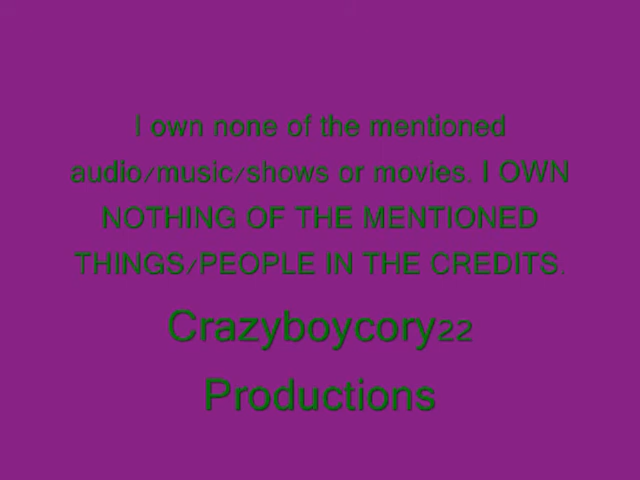 I own none of the mentioned
audio/music/shows or movies. I OWN
NOTHING OF THE MENTIONED
THINGS/PEOPLE IN THE CREDITS.
Crazyboycory22
Productions